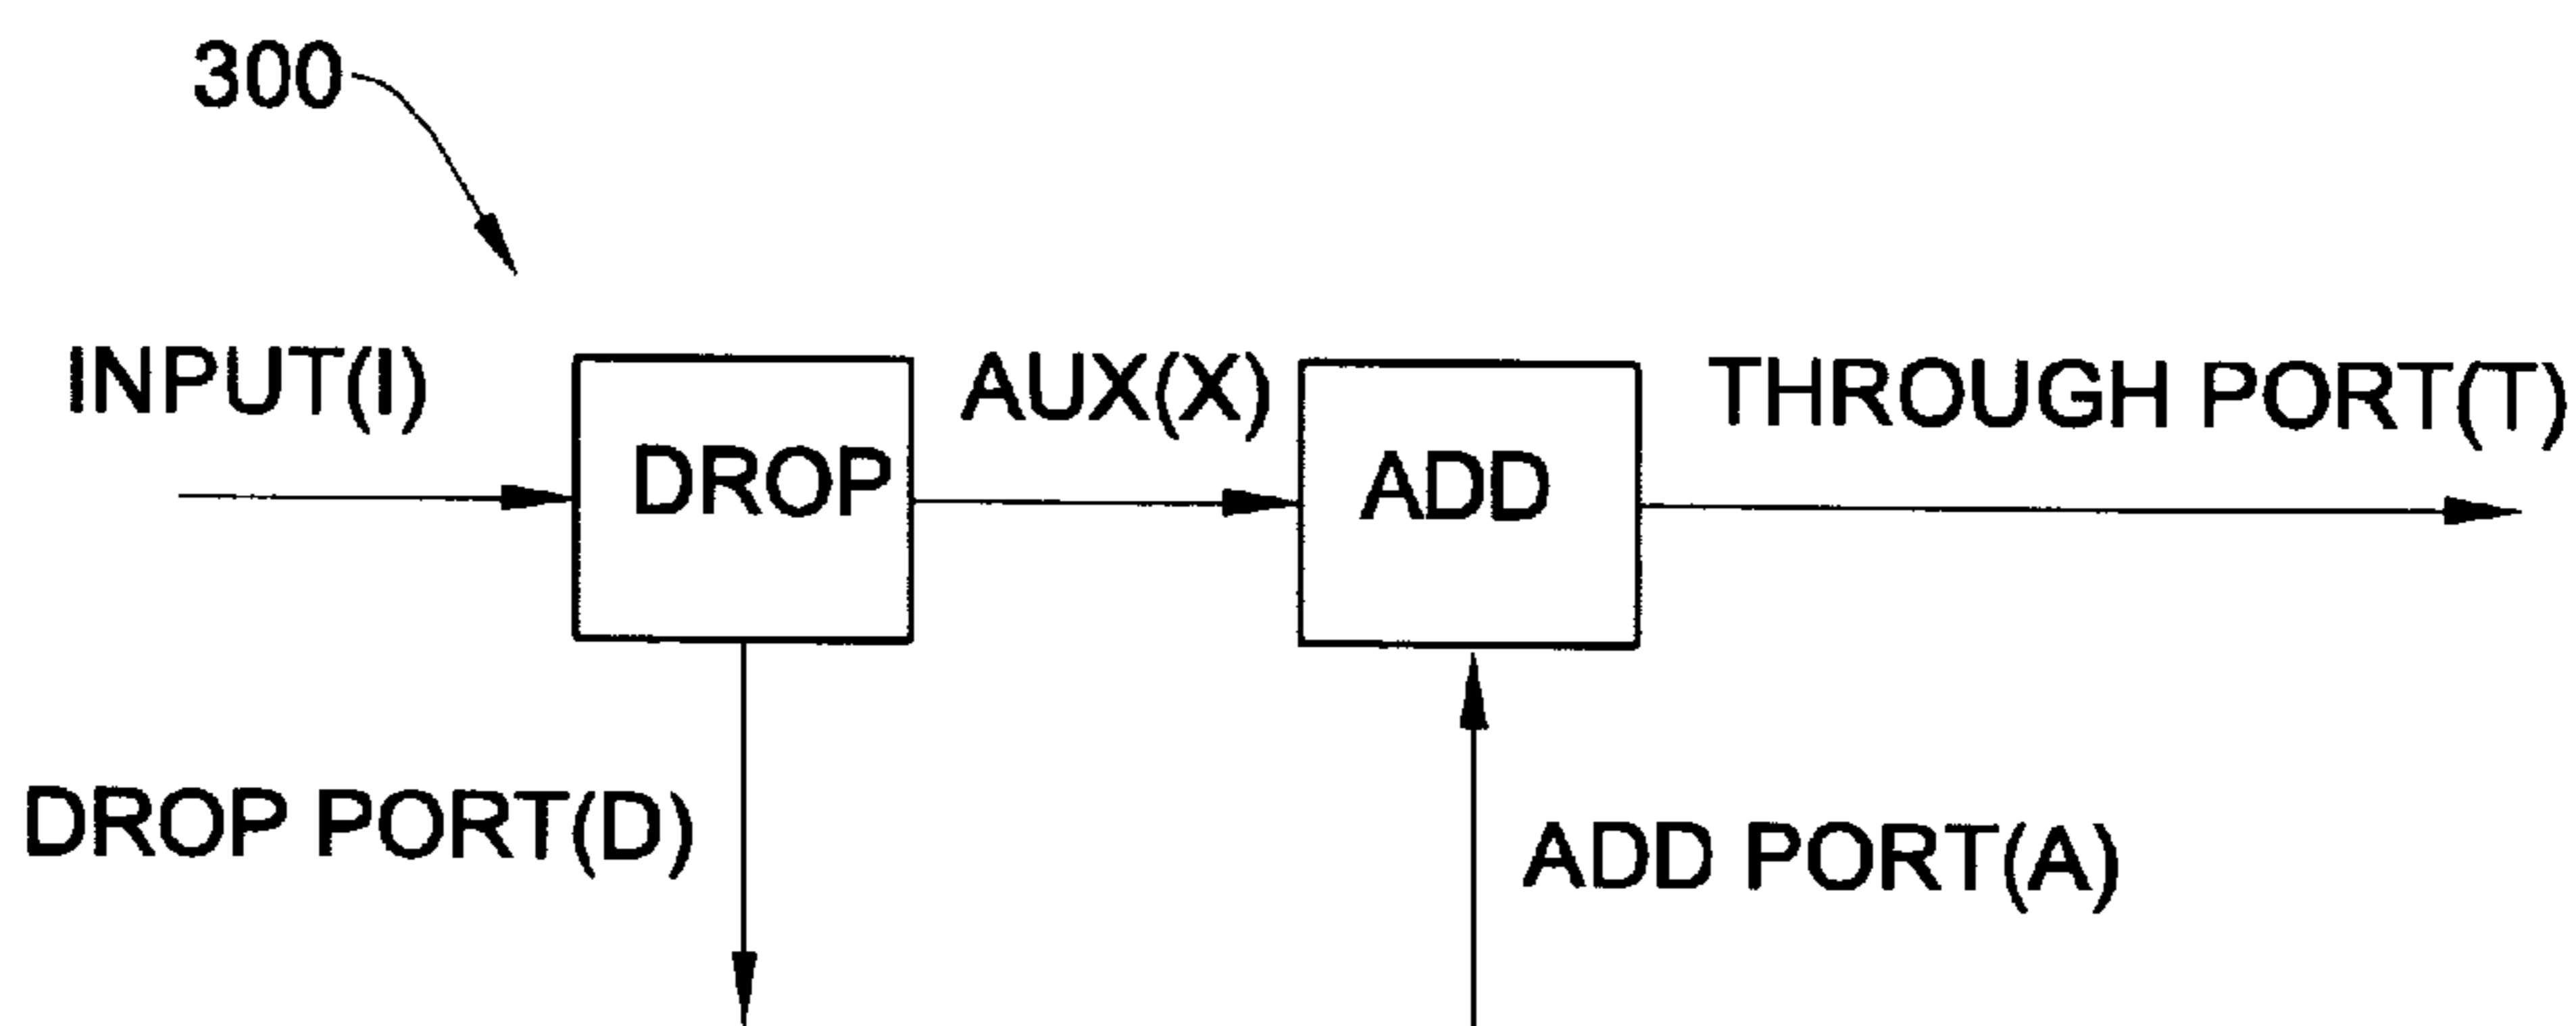 300
INPUT(I)
AUX(X)
THROUGH PORT(T)
DROP
ADD
DROP PORT(D)
ADD PORT(A)